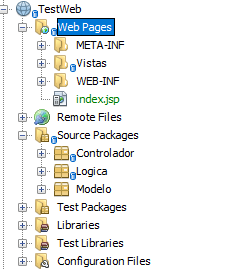 TestWeb
Web Pages
META-INF
Vistas
WEB-INF
index.jsp
Remote Files
Source Packages
Controlador
Logica
Modelo
Test Packages
Libraries
Test Libraries
Configuration Files